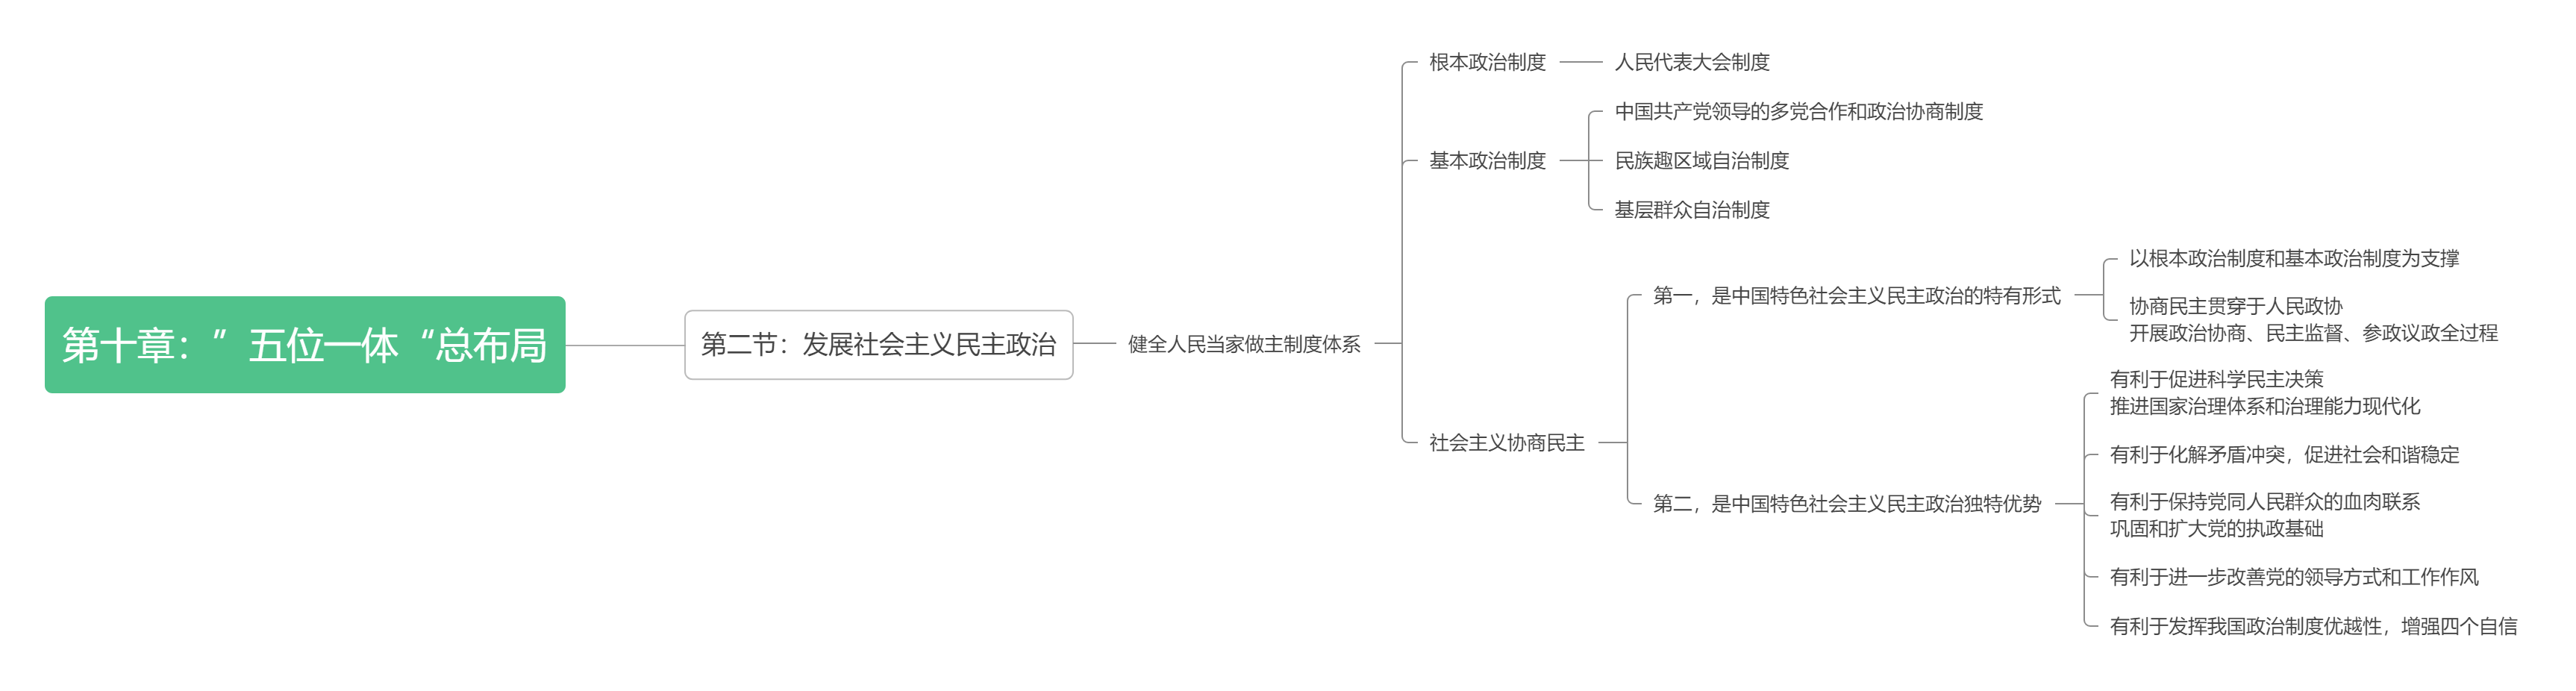 第十章：”五位一体“总布局
第二节：发展社会主义民主政治
健全人民当家做主制度体系
根本政治制度
人民代表大会制度
基本政治制度
中国共产党领导的多党合作和政治协商制度
民族趣区域自治制度
基层群众自治制度
社会主义协商民主
第一，是中国特色社会主义民主政治的特有形式
以根本政治制度和基本政治制度为支撑
协商民主贯穿于人民政协
开展政治协商、民主监督、参政议政全过程
第二，是中国特色社会主义民主政治独特优势
有利于促进科学民主决策
推进国家治理体系和治理能力现代化
有利于化解矛盾冲突，促进社会和谐稳定
有利于保持党同人民群众的血肉联系
巩固和扩大党的执政基础
有利于进一步改善党的领导方式和工作作风
有利于发挥我国政治制度优越性，增强四个自信